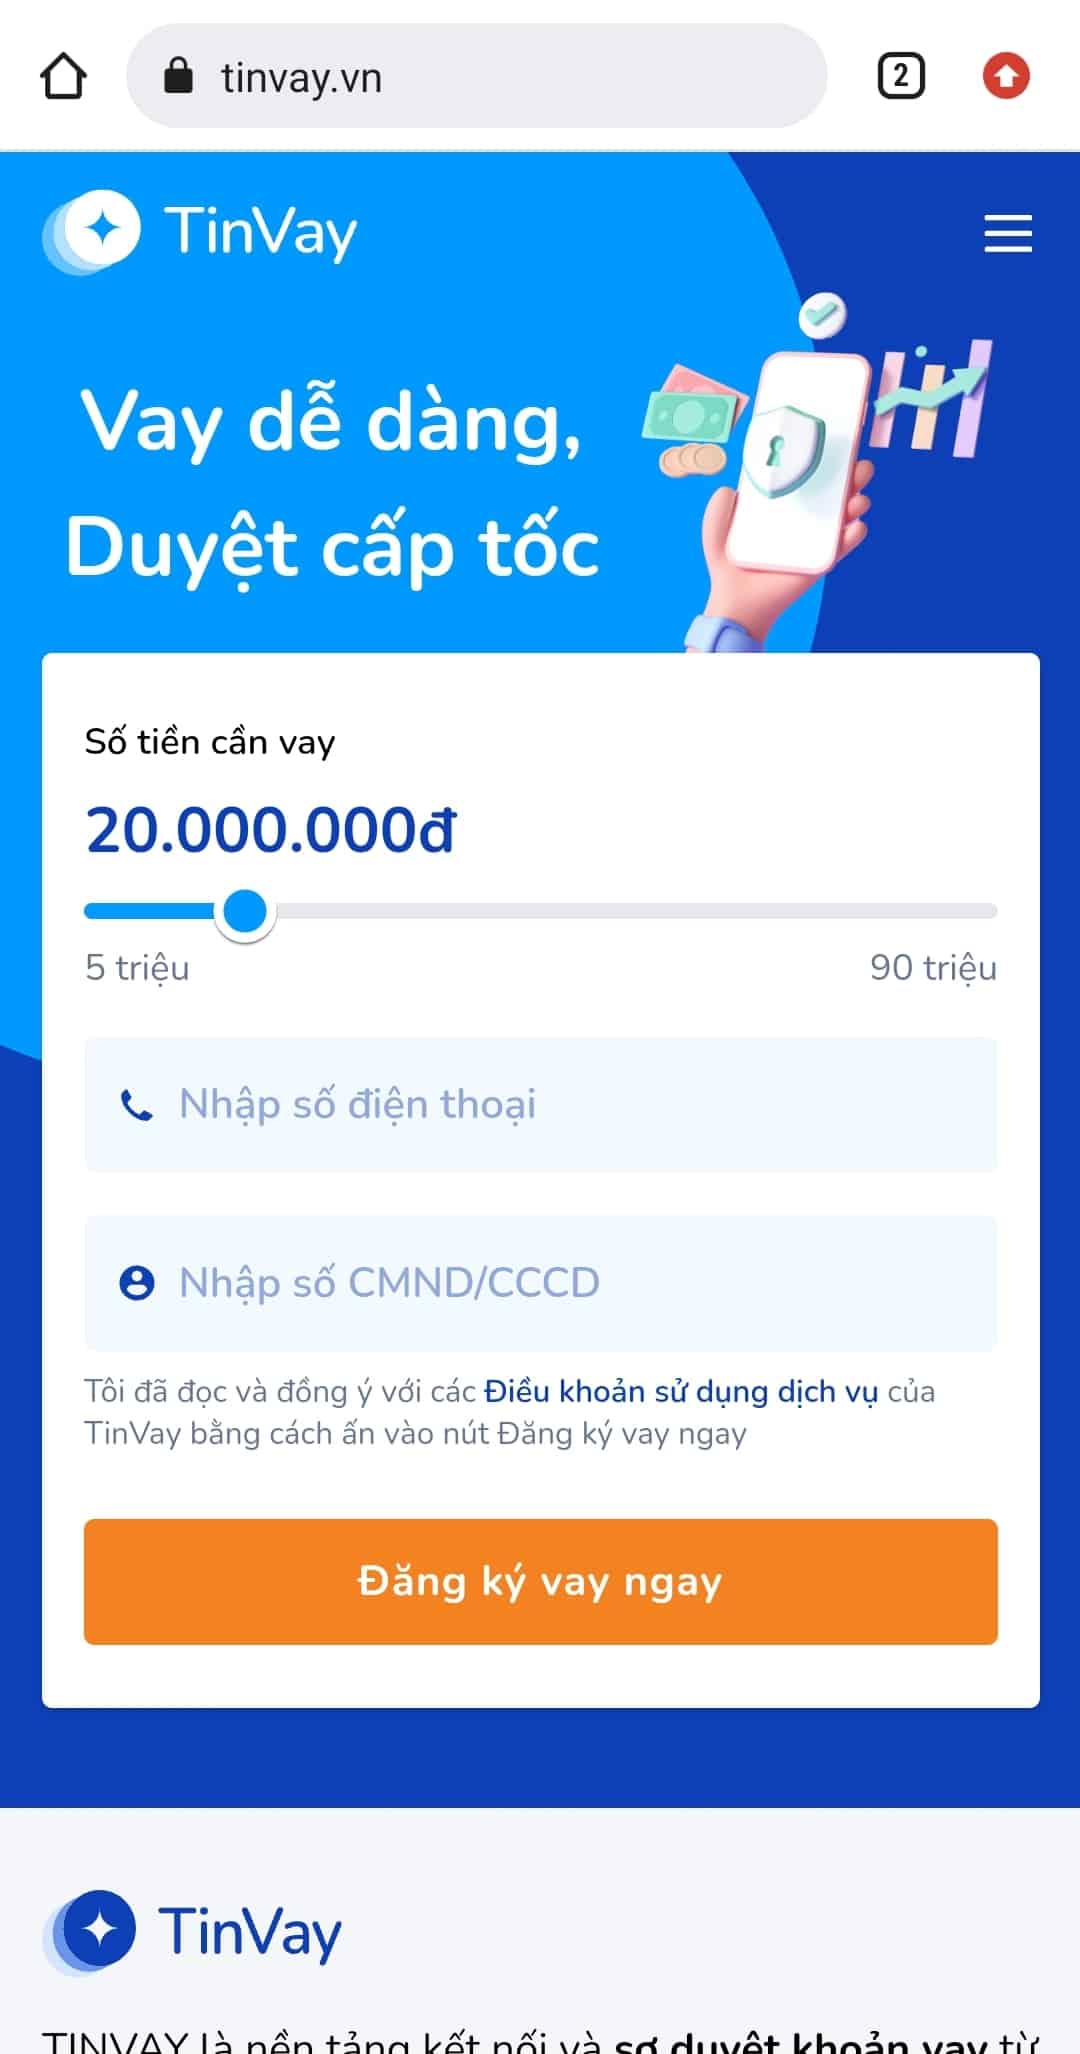 tinvay.vn
2
TinVay
Vay dễ dàng,
Duyệt cấp tốc
Số tiền cần vay
20.000.000đ
5 triệu
90 triệu
Nhập số điện thoại
Nhập số CMND/CCCD
Tôi đã đọc và đồng ý với các Điều khoản sử dụng dịch vụ của
TinVay bằng cách ấn vào nút Đăng ký vay ngay
Đăng ký vay ngay
TinVay
TINVAY là nền tảng kết nối và sơ duyệt khoản vay từ